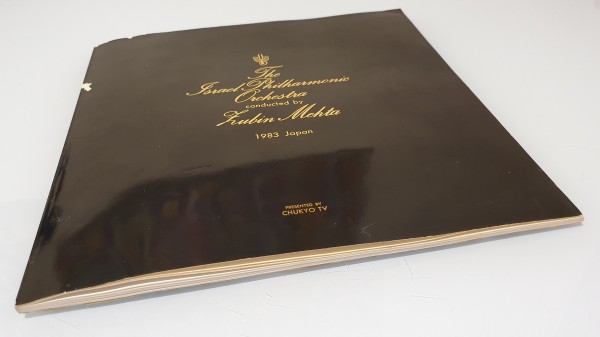 The
Israel Philharmonic
Orchestra
conducted by
Zubin Mehta
1983 Japan
PRESENTED BY
CHUKYO TV